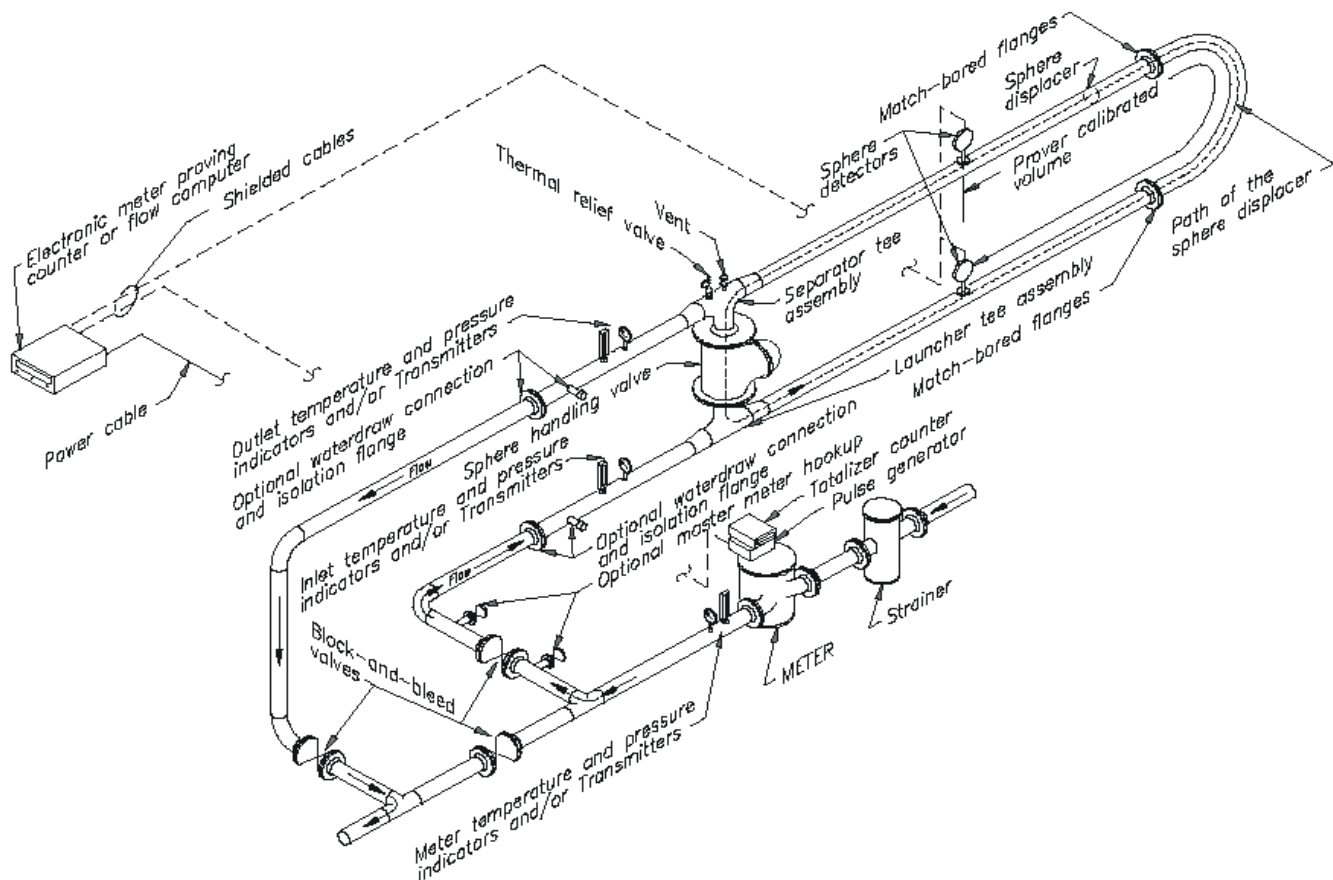 Match-bored flanges
Sphere
displacer
Sphere
detectors
Prover calibrated
volume
Path of the
sphere displacer
Electronic meter proving
counter or flow computer
Shielded cables
Thermal relief
valve
Vent
Separator tee
assembly
Launcher tee assembly
Match-bored flanges
Power cable
Outlet temperature and pressure
indicators and/or Transmitters
Optional waterdraw connection
and isolation flange
Sphere handling
valve
Inlet temperature and pressure
indicators and/or Transmitters
Flow
Flow
Optional waterdraw connection
and isolation flange
Optional master meter hookup
Totalizer counter
Pulse generator
Strainer
METER
Block-and-bleed
valves
Meter temperature and pressure
indicators and/or Transmitters